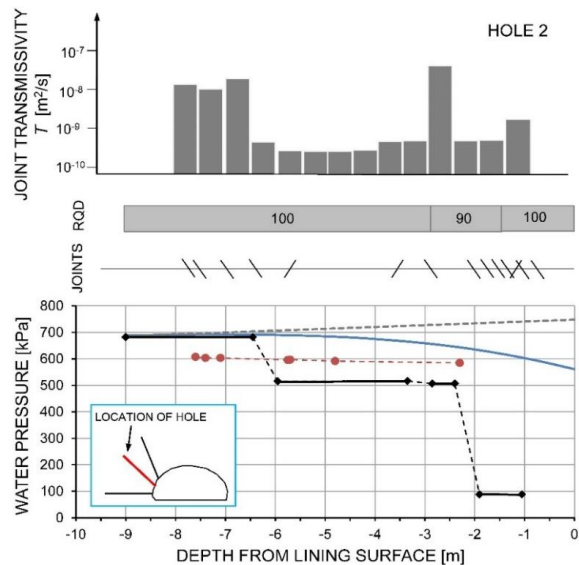 HOLE 2
JOINT TRANSMISSIVITY
T [m²/s]
10⁻⁷
10⁻⁸
10⁻⁹
10⁻¹⁰
RQD
100
90
100
JOINTS
WATER PRESSURE [kPa]
800
700
600
500
400
300
200
100
0
LOCATION OF HOLE
-10 -9 -8 -7 -6 -5 -4 -3 -2 -1 0
DEPTH FROM LINING SURFACE [m]